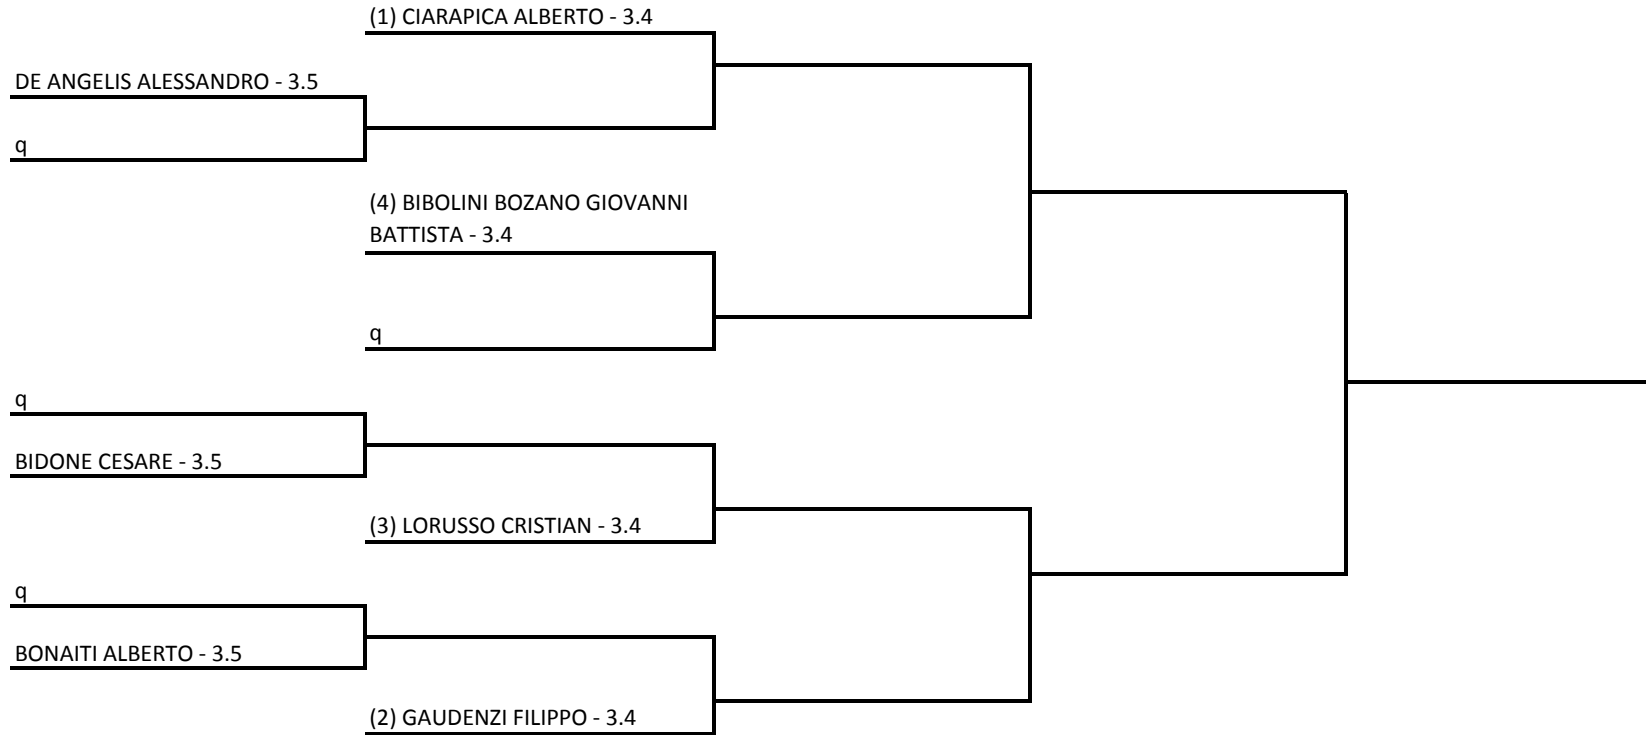 (1) CIARAPICA ALBERTO - 3.4
DE ANGELIS ALESSANDRO - 3.5
q
(4) BIBOLINI BOZANO GIOVANNI
BATTISTA - 3.4
q
q
BIDONE CESARE - 3.5
(3) LORUSSO CRISTIAN - 3.4
q
BONAITI ALBERTO - 3.5
(2) GAUDENZI FILIPPO - 3.4